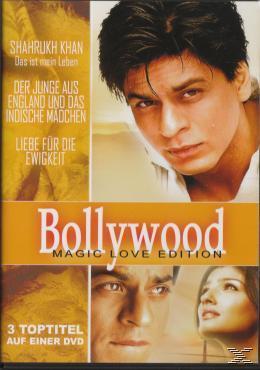 SHAHRUKH KHAN
Das ist mein Leben
DER JUNGE AUS
ENGLAND UND DAS
INDISCHE MÄDCHEN
LIEBE FÜR DIE
EWIGKEIT
Bollywood
MAGIC LOVE EDITION
3 TOPTITEL
AUF EINER DVD